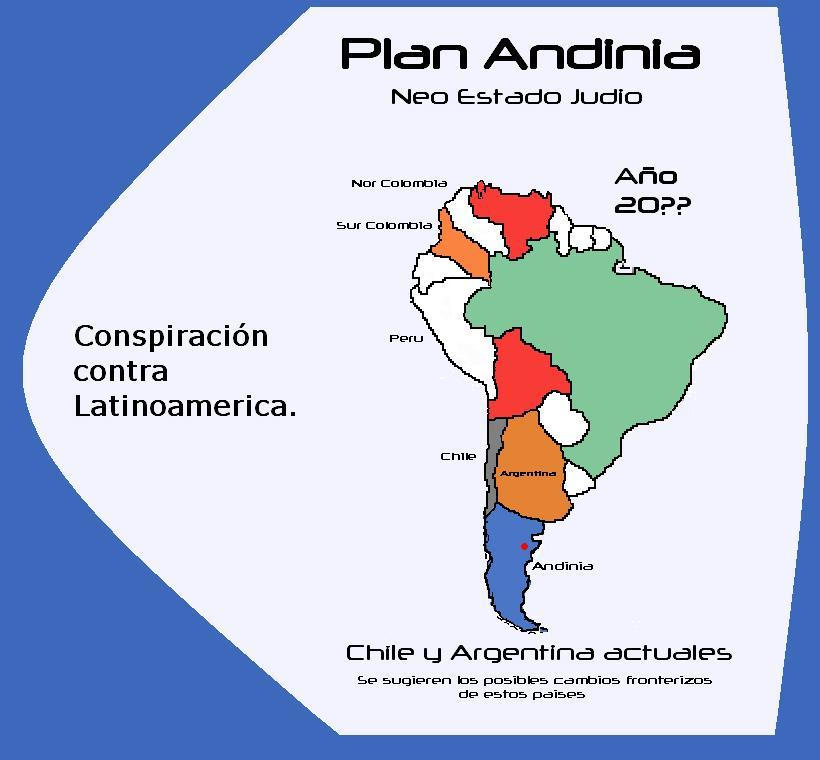 Plan Andinia
Neo Estado Judio
Año
20??
Nor Colombia
Sur Colombia
Conspiración
contra
Latinoamerica.
Peru
Chile
Argentina
Andinia
Chile y Argentina actuales
Se sugieren los posibles cambios fronterizos
de estos paises